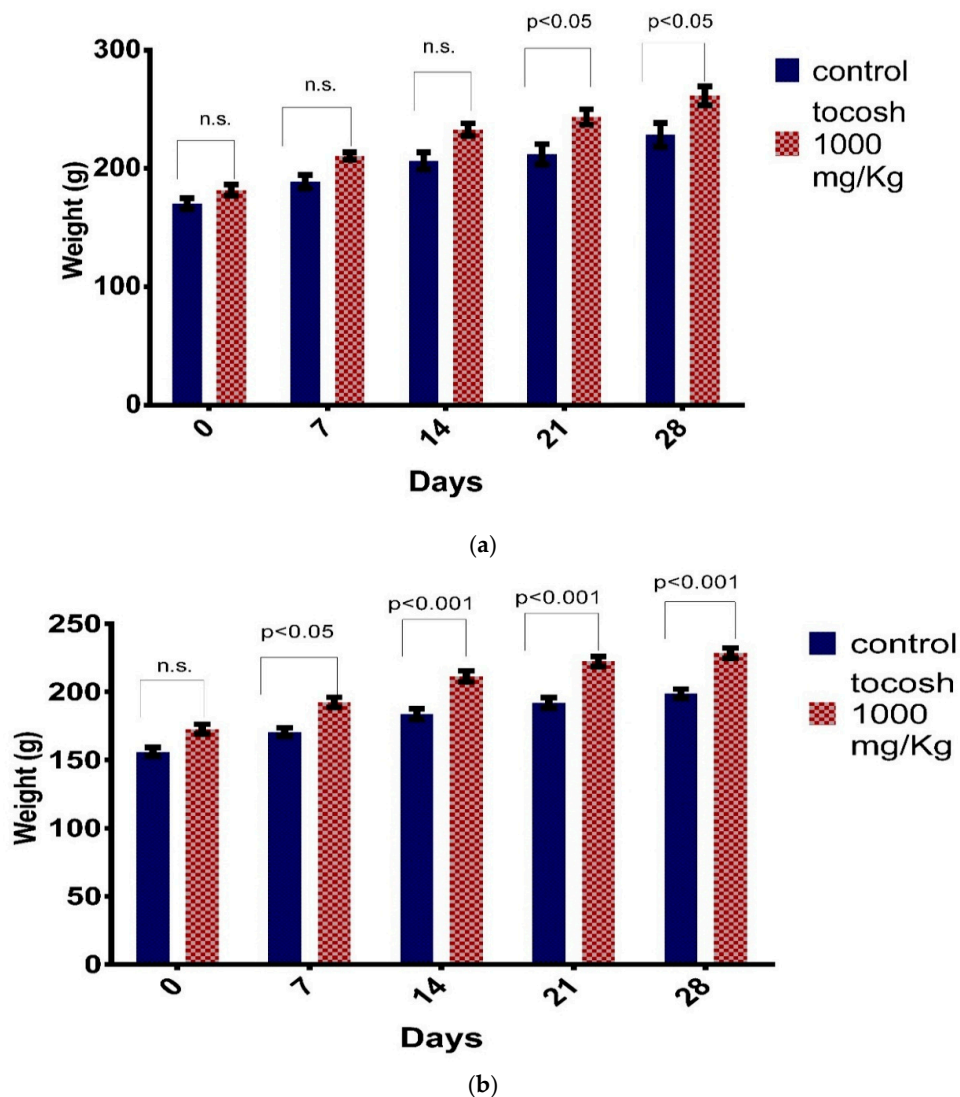 p<0.05 p<0.05
300
n.s.
control
n.s.
tocosh
1000
mg/Kg
n.s.
200
Weight (g)
100
0
0 7 14 21 28
Days
(a)
p<0.001 p<0.001 p<0.001
250
p<0.05
control
n.s.
tocosh
1000
mg/Kg
200
150
Weight (g)
100
50
0
0 7 14 21 28
Days
(b)